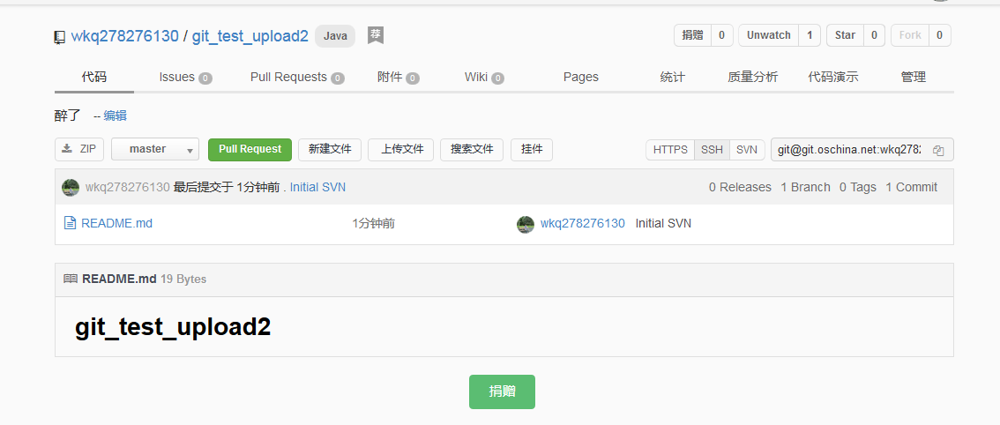 wkq278276130 / git_test_upload2 Java 荐 捐赠 0 Unwatch 1 Star 0 Fork 0
代码 Issues 0 Pull Requests 0 附件 0 Wiki 0 Pages 统计 质量分析 代码演示 管理
醉了 -- 编辑
ZIP master Pull Request 新建文件 上传文件 搜索文件 挂件 HTTPS SSH SVN git@git.oschina.net:wkq278
wkq278276130 最后提交于 1分钟前 . Initial SVN 0 Releases 1 Branch 0 Tags 1 Commit
README.md 1分钟前 wkq278276130 Initial SVN
README.md 19 Bytes
git_test_upload2
捐赠